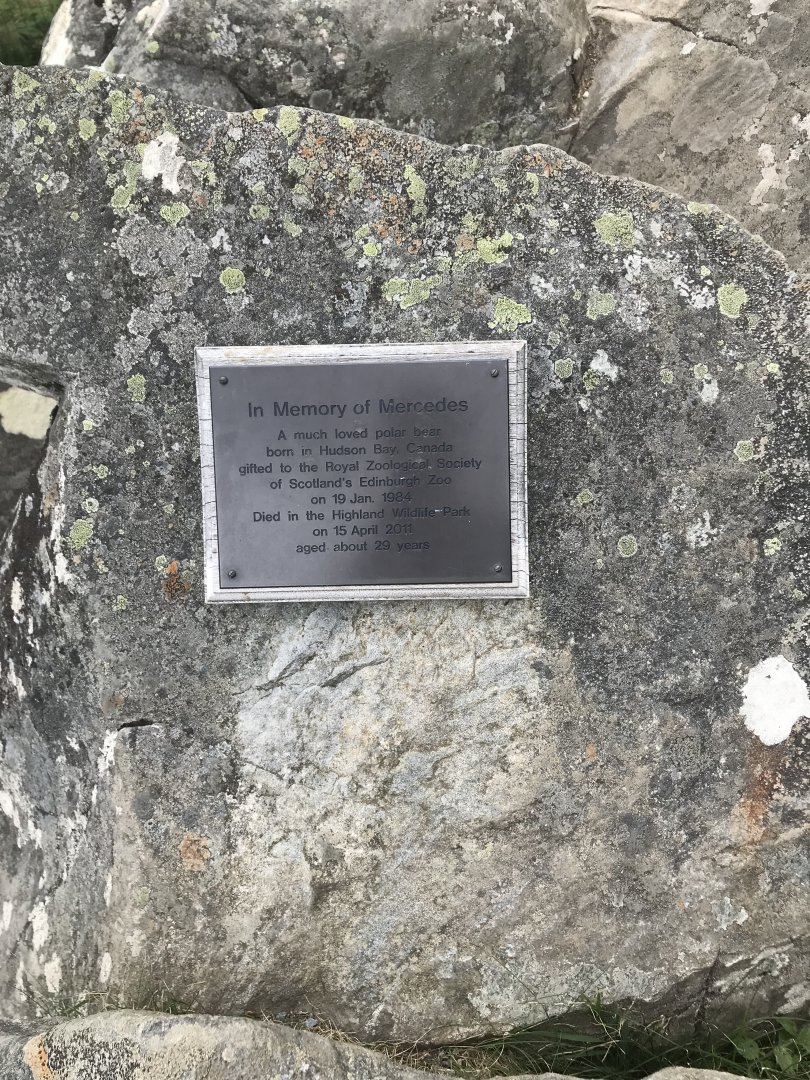 In Memory of Mercedes
A much loved polar bear
born in Hudson Bay, Canada
gifted to the Royal Zoological Society
of Scotland's Edinburgh Zoo
on 19 Jan. 1984
Died in the Highland Wildlife Park
on 15 April 2011
aged about 29 years